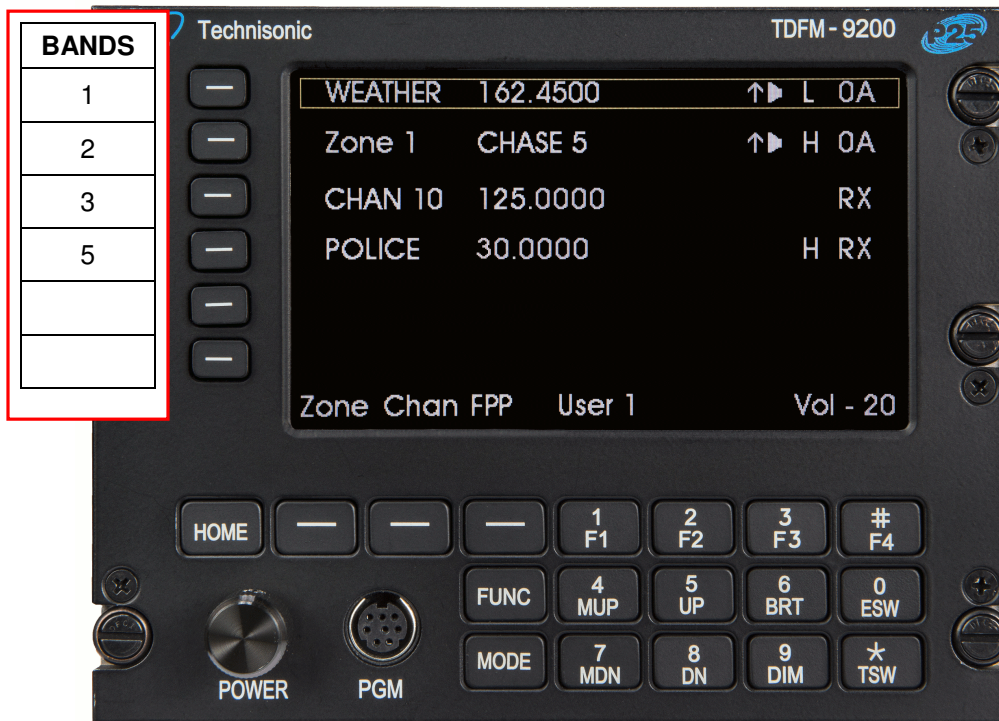 BANDS
1
2
3
5
Technisonic TDFM - 9200 P25
WEATHER 162.4500 ↑ L 0A
Zone 1 CHASE 5 ↑ H 0A
CHAN 10 125.0000 RX
POLICE 30.0000 H RX
Zone Chan FPP User 1 Vol - 20
HOME 1 2 3 #
F1 F2 F3 F4
FUNC 4 5 6 0
MUP UP BRT ESW
MODE 7 8 9 *
MDN DN DIM TSW
POWER PGM